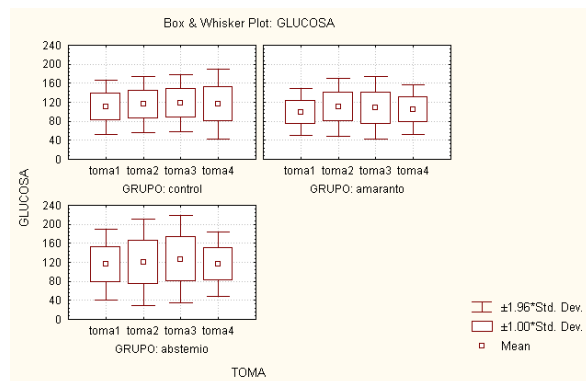 Box & Whisker Plot: GLUCOSA
GLUCOSA
240
200
160
120
80
40
0
toma1 toma2 toma3 toma4
GRUPO: control
toma1 toma2 toma3 toma4
GRUPO: amaranto
240
200
160
120
80
40
0
toma1 toma2 toma3 toma4
GRUPO: abstemio
TOMA
±1.96*Std. Dev.
±1.00*Std. Dev.
Mean